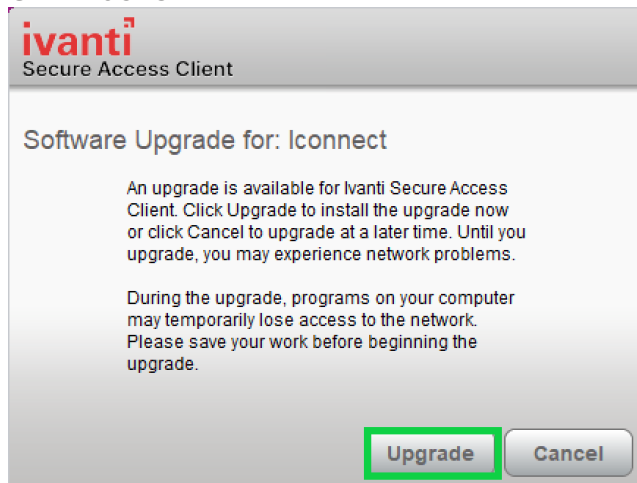 ivanti
Secure Access Client
Software Upgrade for: Iconnect
An upgrade is available for Ivanti Secure Access
Client. Click Upgrade to install the upgrade now
or click Cancel to upgrade at a later time. Until you
upgrade, you may experience network problems.
During the upgrade, programs on your computer
may temporarily lose access to the network.
Please save your work before beginning the
upgrade.
Upgrade
Cancel